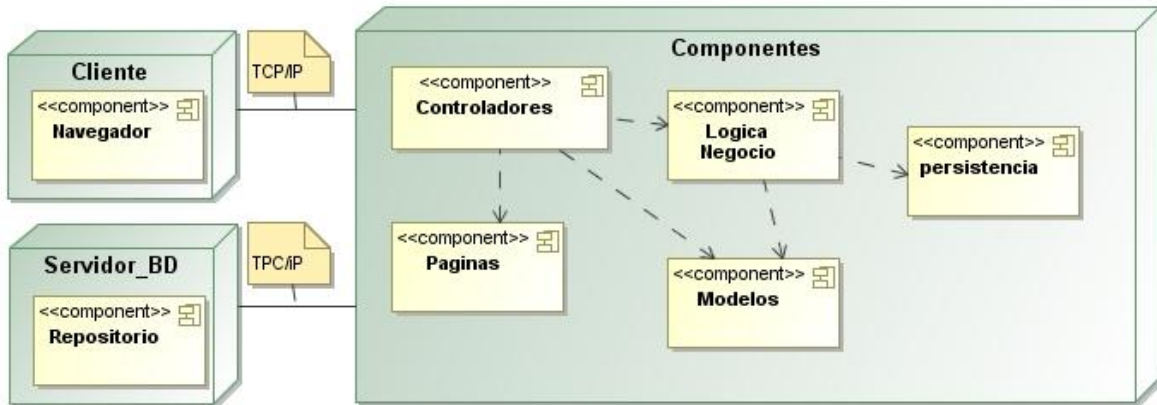 Cliente
<<component>>
Navegador
TCP/IP
Servidor_BD
<<component>>
Repositorio
TPC/iP
Componentes
<<component>>
Controladores
<<component>>
Logica
Negocio
<<component>>
persistencia
<<component>>
Paginas
<<component>>
Modelos